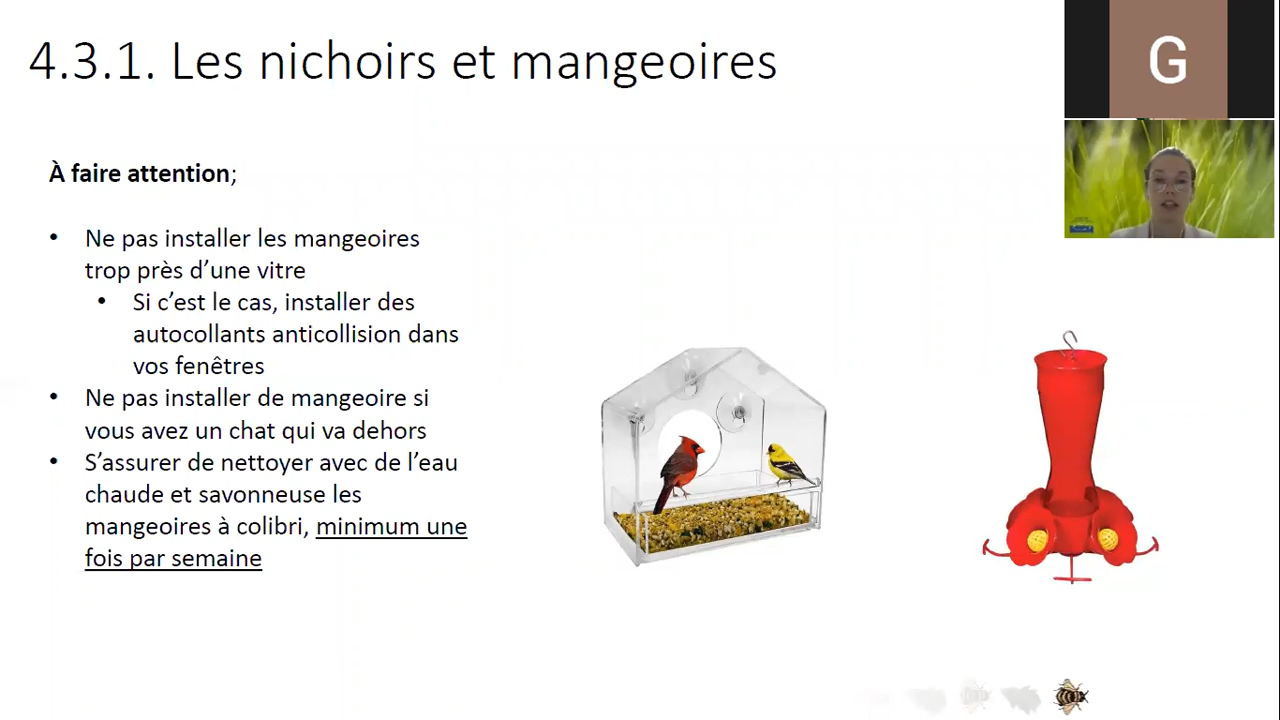 4.3.1. Les nichoirs et mangeoires
G
À faire attention;
• Ne pas installer les mangeoires
trop près d’une vitre
• Si c’est le cas, installer des
autocollants anticollision dans
vos fenêtres
• Ne pas installer de mangeoire si
vous avez un chat qui va dehors
• S’assurer de nettoyer avec de l’eau
chaude et savonneuse les
mangeoires à colibri, minimum une
fois par semaine